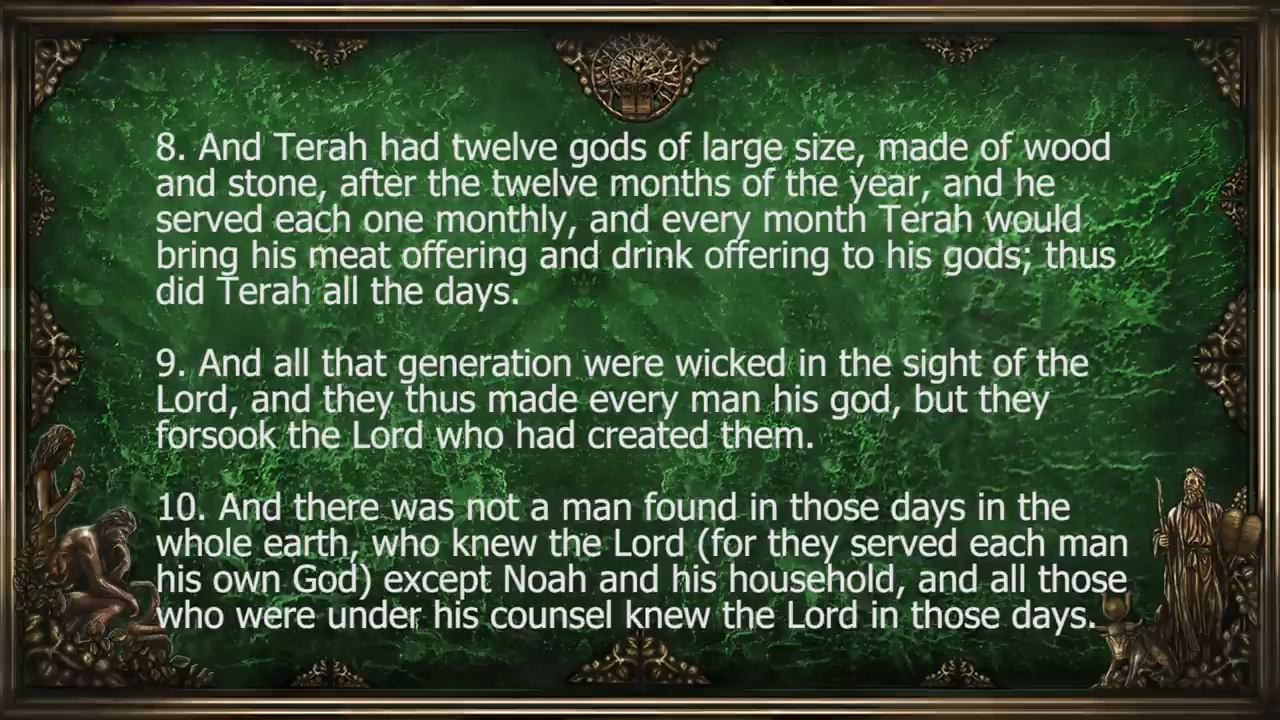 8. And Terah had twelve gods of large size, made of wood
and stone, after the twelve months of the year, and he
served each one monthly, and every month Terah would
bring his meat offering and drink offering to his gods; thus
did Terah all the days.
9. And all that generation were wicked in the sight of the
Lord, and they thus made every man his god, but they
forsook the Lord who had created them.
10. And there was not a man found in those days in the
whole earth, who knew the Lord (for they served each man
his own God) except Noah and his household, and all those
who were under his counsel knew the Lord in those days.